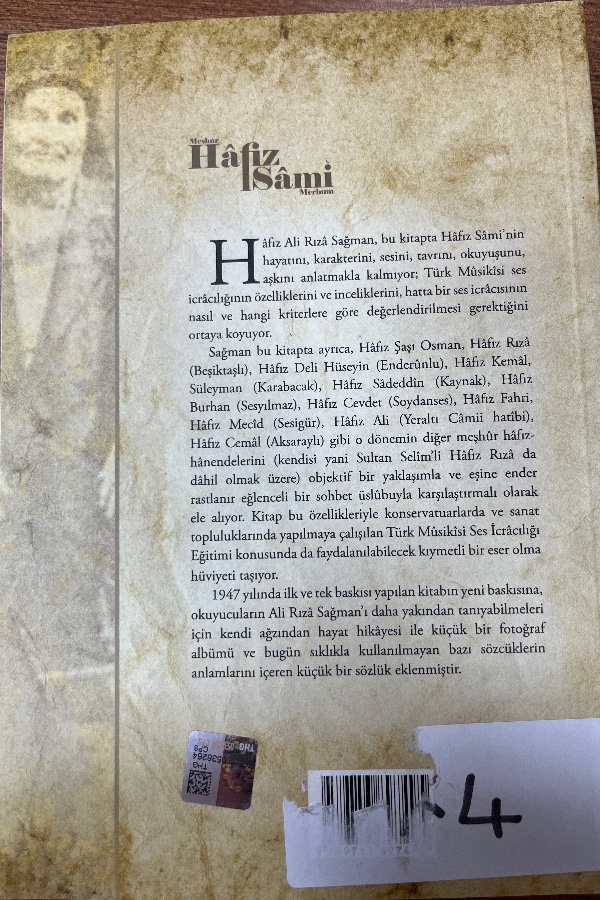 Meşhur
Hâfız
Sâmi
Merhum
Hâfız Ali Rızâ Sağman, bu kitapta Hâfız Sâmi'nin
hayatını, karakterini, sesini, tavrını, okuyuşunu,
aşkını anlatmakla kalmıyor; Türk Mûsikîsi ses
icrâcılığının özelliklerini ve inceliklerini, hatta bir ses icrâcısının
nasıl ve hangi kriterlere göre değerlendirilmesi gerektiğini
ortaya koyuyor.
Sağman bu kitapta ayrıca, Hâfız Şaşı Osman, Hâfız Rızâ
(Beşiktaşlı), Hâfız Deli Hüseyin (Enderûnlu), Hâfız Kemâl,
Süleyman (Karabacak), Hâfız Sâdeddîn (Kaynak), Hâfız
Burhan (Sesyılmaz), Hâfız Cevdet (Soydanses), Hâfız Fahri,
Hâfız Mecîd (Sesigür), Hâfız Ali (Yeraltı Câmii hatîbi),
Hâfız Cemâl (Aksaraylı) gibi o dönemin diğer meşhûr hâfız-
hânendelerini (kendisi yani Sultan Selîm'li Hâfız Rızâ da
dâhil olmak üzere) objektif bir yaklaşımla ve eşine ender
rastlanır eğlenceli bir sohbet üslûbuyla karşılaştırmalı olarak
ele alıyor. Kitap bu özellikleriyle konservatuarlarda ve sanat
topluluklarında yapılmaya çalışılan Türk Mûsikîsi Ses İcrâcılığı
Eğitimi konusunda da faydalanılabilecek kıymetli bir eser olma
hüviyeti taşıyor.
1947 yılında ilk ve tek baskısı yapılan kitabın yeni baskısına,
okuyucuların Ali Rızâ Sağman'ı daha yakından tanıyabilmeleri
için kendi ağzından hayat hikâyesi ile küçük bir fotoğraf
albümü ve bugün sıklıkla kullanılmayan bazı sözcüklerin
anlamlarını içeren küçük bir sözlük eklenmiştir.
THG
CP3
THG
4